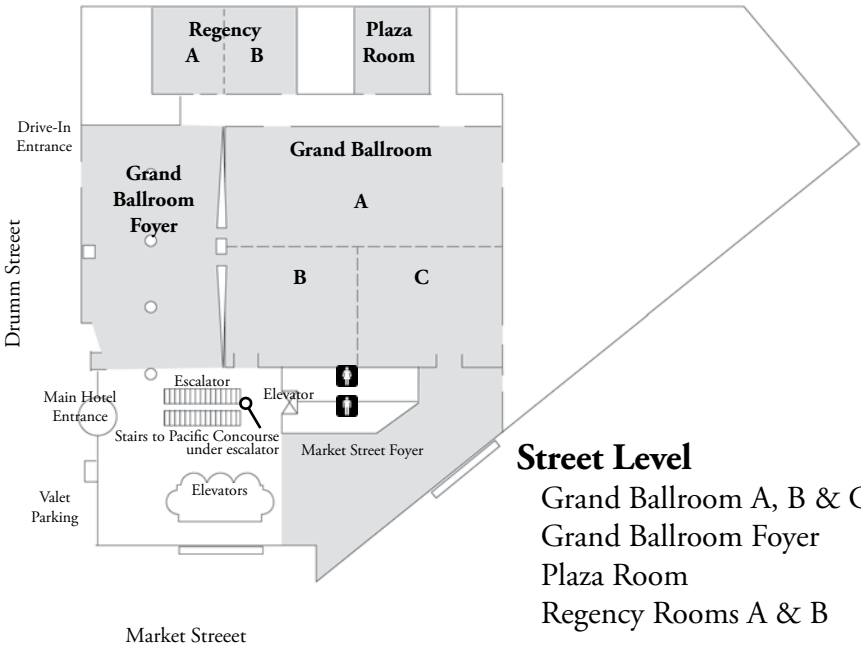 Regency
A B
Plaza
Room
Drive-In
Entrance
Grand Ballroom
Grand
Ballroom
Foyer
A
B C
Drumm Streeet
Escalator
Elevator
Main Hotel
Entrance
Stairs to Pacific Concourse
under escalator
Market Street Foyer
Elevators
Valet
Parking
Street Level
Grand Ballroom A, B & C
Grand Ballroom Foyer
Plaza Room
Regency Rooms A & B
Market Streeet